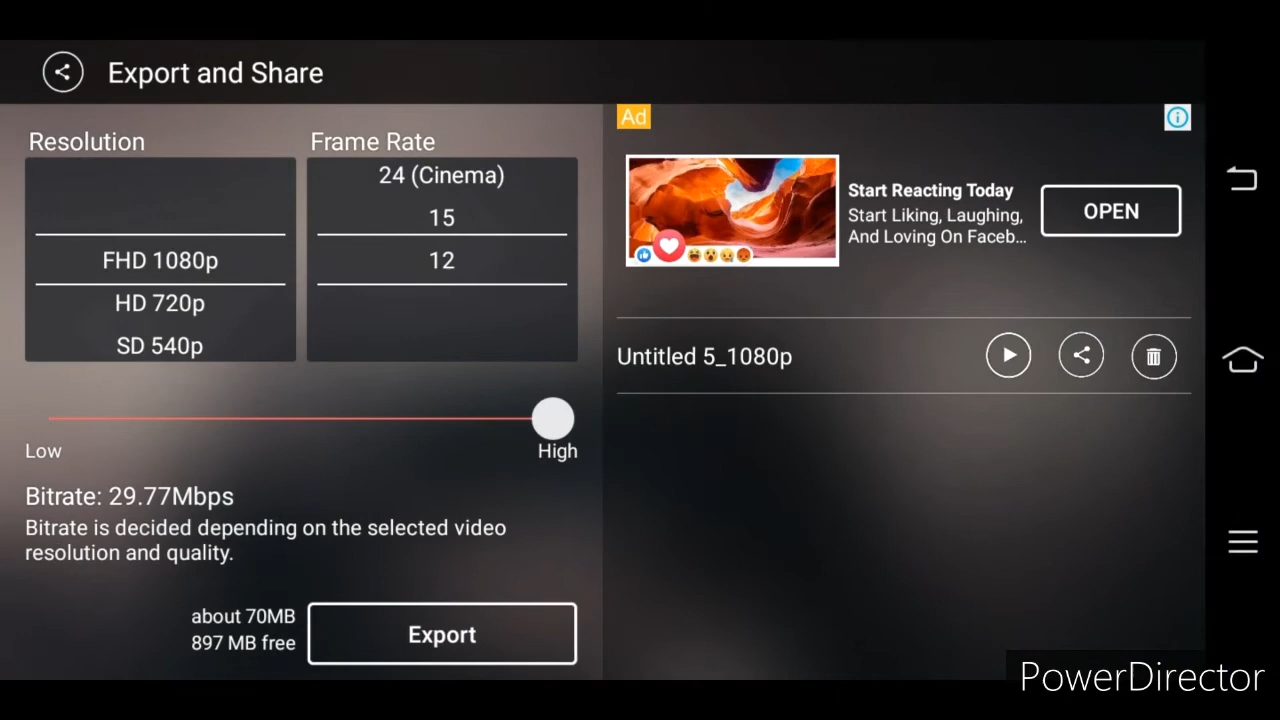 Export and Share
Resolution
FHD 1080p
HD 720p
SD 540p
Frame Rate
24 (Cinema)
15
12
Low
High
Bitrate: 29.77Mbps
Bitrate is decided depending on the selected video
resolution and quality.
about 70MB
897 MB free
Export
Ad
Start Reacting Today
Start Liking, Laughing,
And Loving On Faceb...
OPEN
Untitled 5_1080p
PowerDirector